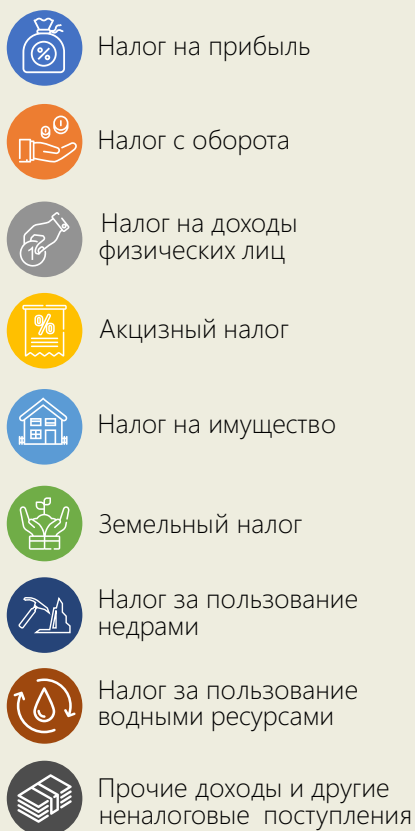 Налог на прибыль
Налог с оборота
Налог на доходы
физических лиц
Акцизный налог
Налог на имущество
Земельный налог
Налог за пользование
недрами
Налог за пользование
водными ресурсами
Прочие доходы и другие
неналоговые поступления